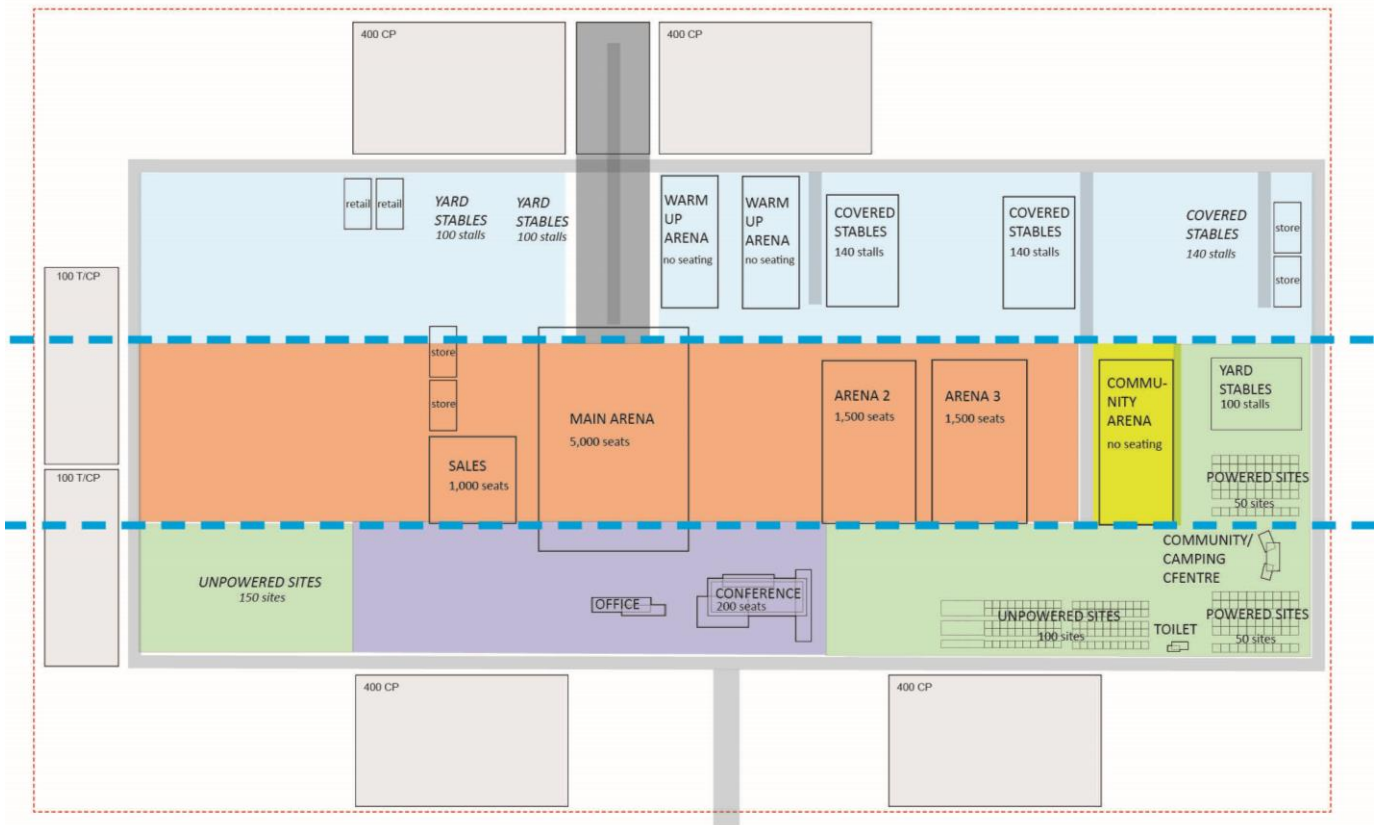 400 CP
400 CP
retail
retail
YARD
STABLES
100 stalls
YARD
STABLES
100 stalls
WARM
UP
ARENA
no seating
WARM
UP
ARENA
no seating
COVERED
STABLES
140 stalls
COVERED
STABLES
140 stalls
COVERED
STABLES
140 stalls
store
store
100 T/CP
store
store
SALES
1,000 seats
MAIN ARENA
5,000 seats
ARENA 2
1,500 seats
ARENA 3
1,500 seats
COMMU-
NITY
ARENA
no seating
YARD
STABLES
100 stalls
POWERED SITES
50 sites
100 T/CP
UNPOWERED SITES
150 sites
OFFICE
CONFERENCE
200 seats
COMMUNITY/
CAMPING
CFENTRE
UNPOWERED SITES
100 sites
TOILET
POWERED SITES
50 sites
400 CP
400 CP